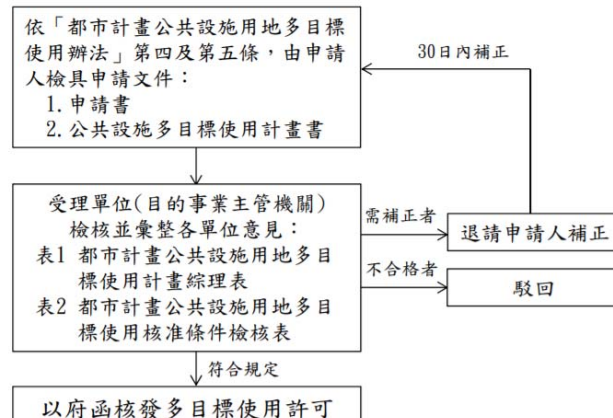 依「都市計畫公共設施用地多目標
使用辦法」第四及第五條，由申請
人檢具申請文件：
1.申請書
2.公共設施多目標使用計畫書
30日內補正
受理單位(目的事業主管機關)
檢核並彙整各單位意見：
表1 都市計畫公共設施用地多目
標使用計畫綜理表
表2 都市計畫公共設施用地多目
標使用核准條件檢核表
需補正者
退請申請人補正
不合格者
駁回
符合規定
以府函核發多目標使用許可